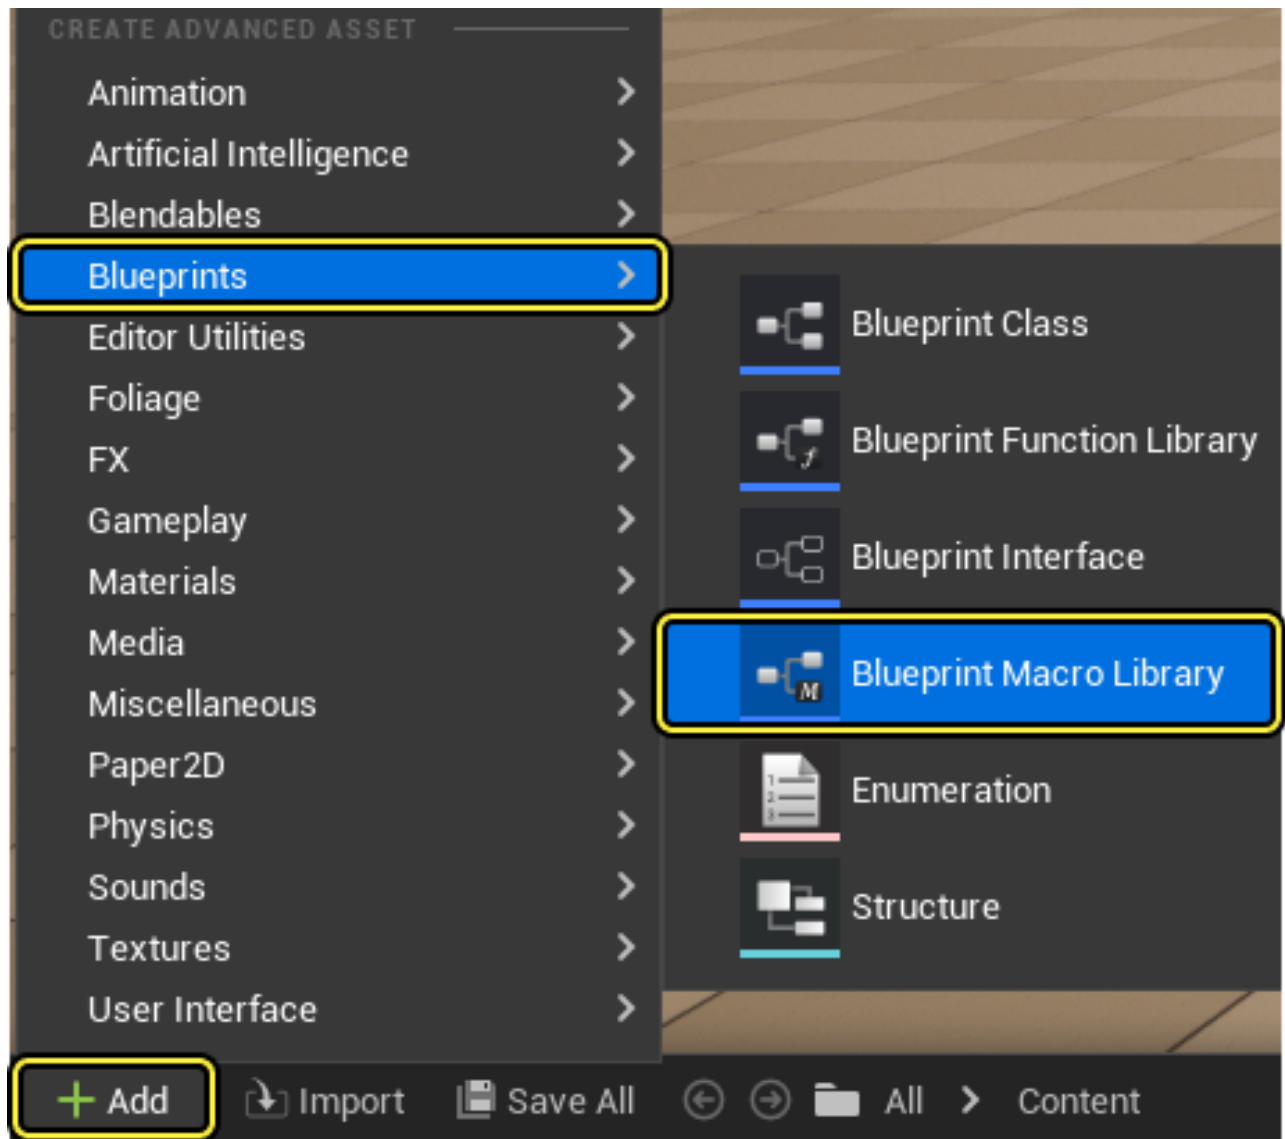 CREATE ADVANCED ASSET
Animation
Artificial Intelligence
Blendables
Blueprints
Editor Utilities
Foliage
FX
Gameplay
Materials
Media
Miscellaneous
Paper2D
Physics
Sounds
Textures
User Interface
Blueprint Class
Blueprint Function Library
Blueprint Interface
Blueprint Macro Library
Enumeration
Structure
Add Import Save All All Content